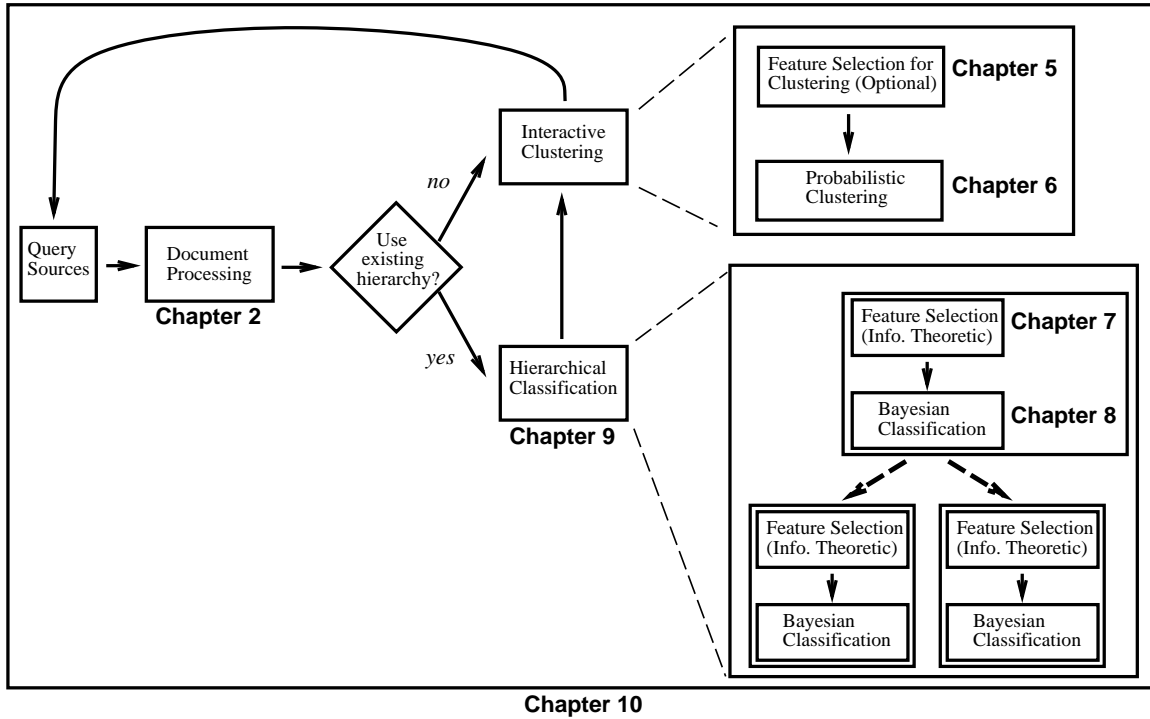 Feature Selection for
Clustering (Optional)
Chapter 5
Interactive
Clustering
Probabilistic
Clustering
Chapter 6
no
Query
Sources
Document
Processing
Chapter 2
Use
existing
hierarchy?
yes
Hierarchical
Classification
Chapter 9
Feature Selection
(Info. Theoretic)
Chapter 7
Bayesian
Classification
Chapter 8
Feature Selection
(Info. Theoretic)
Bayesian
Classification
Feature Selection
(Info. Theoretic)
Bayesian
Classification
Chapter 10